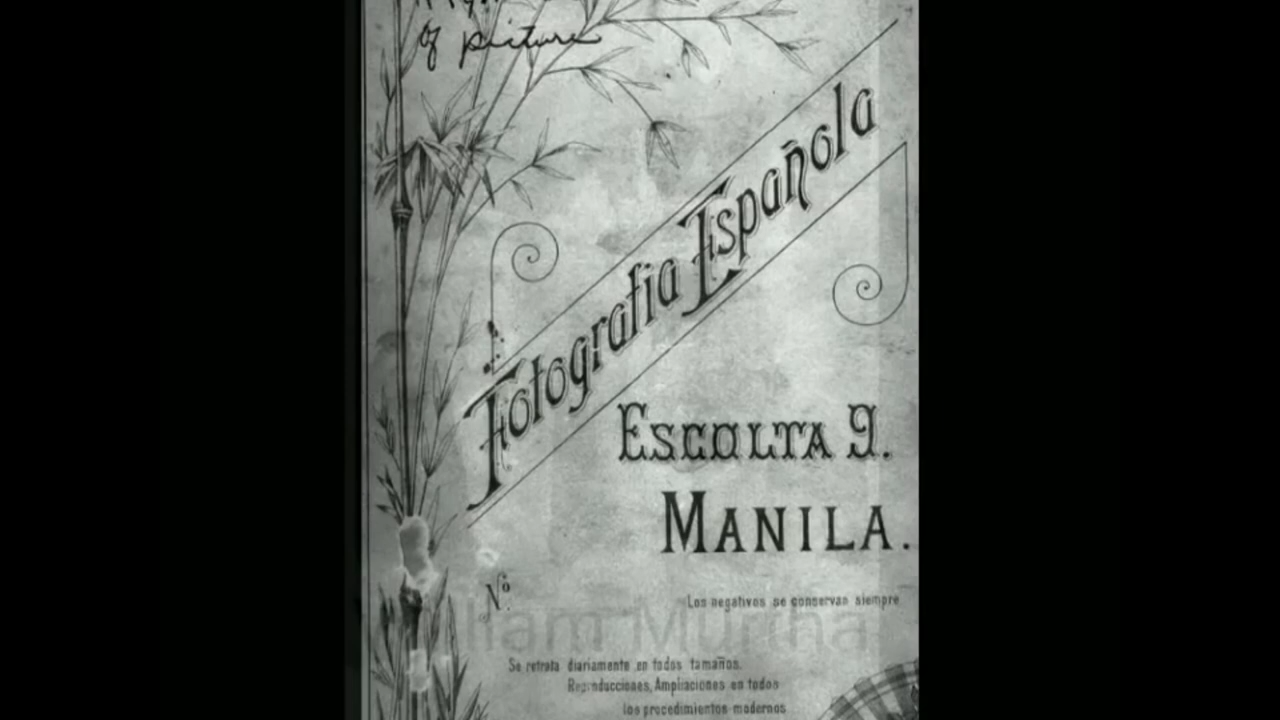 of picture
Fotografia Española
ESCOLTA 9.
MANILA.
Nº
Los negativos se conservan siempre
Murtha
Se retrata diariamente en todos tamaños.
Reproducciones, Ampliaciones en todos
los procedimientos modernos